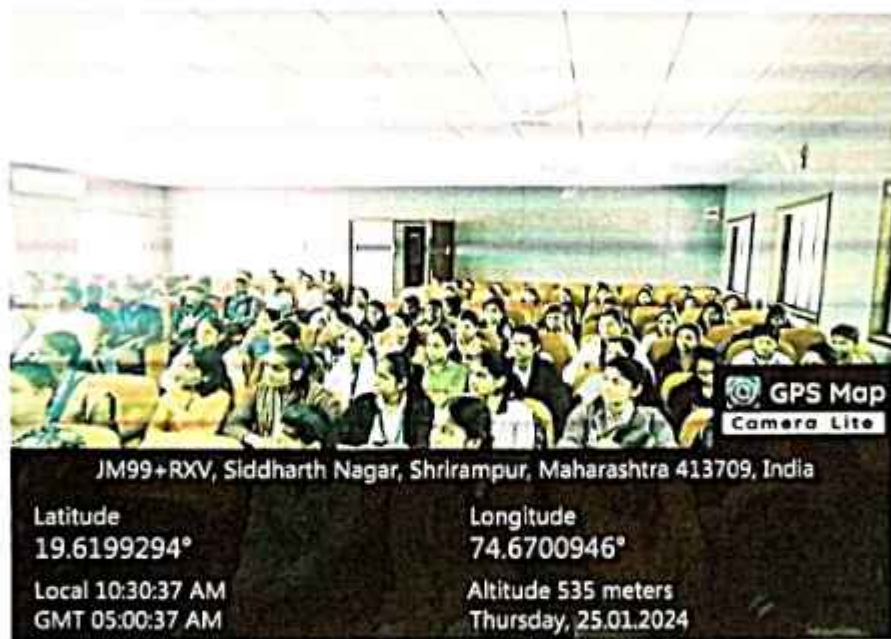 GPS Map
Camera Lite
JM99+RXV, Siddharth Nagar, Shrirampur, Maharashtra 413709, India
Latitude
19.6199294°
Longitude
74.6700946°
Local 10:30:37 AM
GMT 05:00:37 AM
Altitude 535 meters
Thursday, 25.01.2024